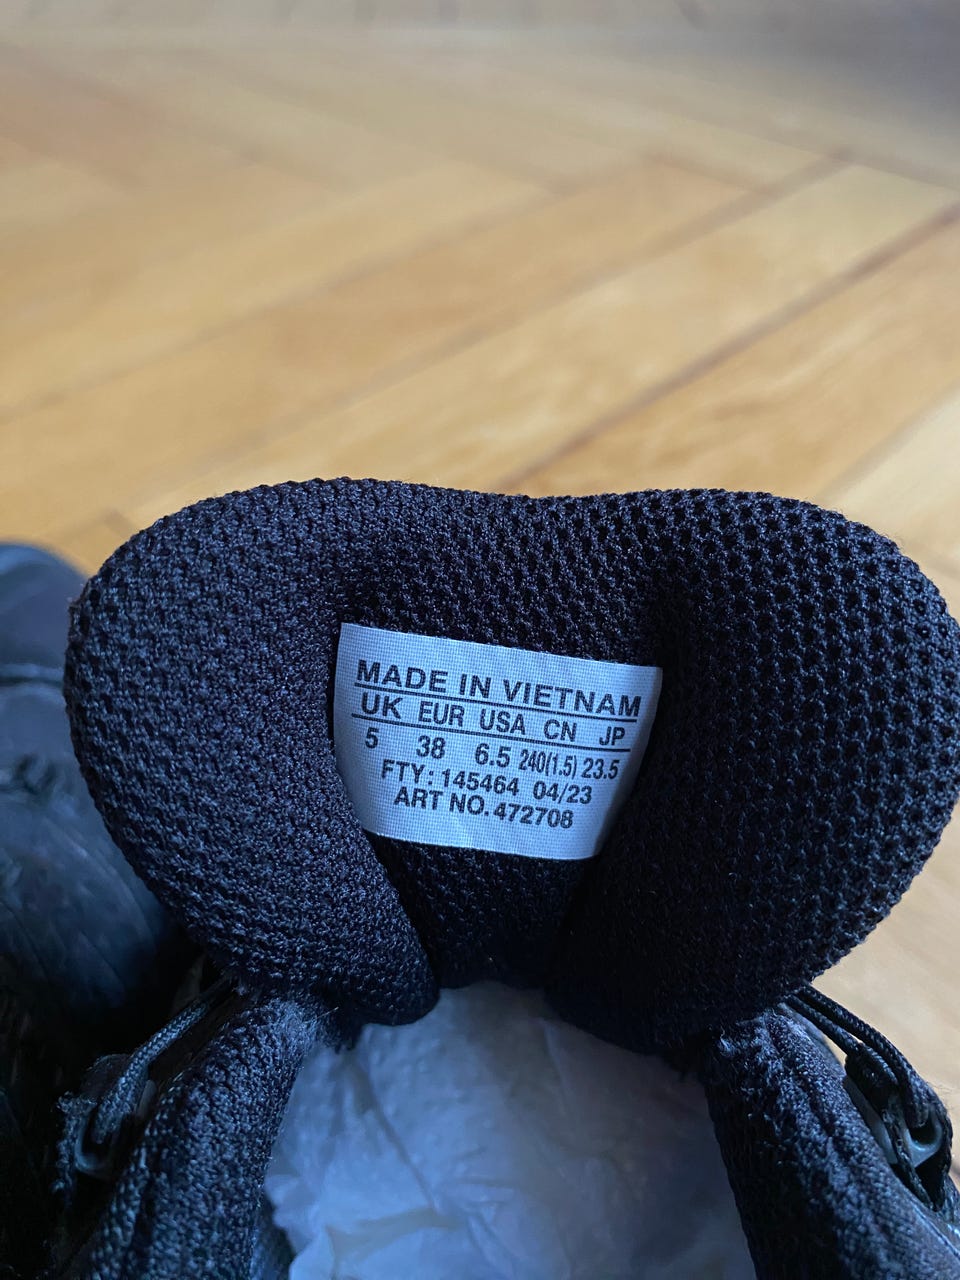 MADE IN VIETNAM
UK EUR USA CN JP
5 38 6.5 240(1.5) 23.5
FTY: 145464 04/23
ART NO. 472708